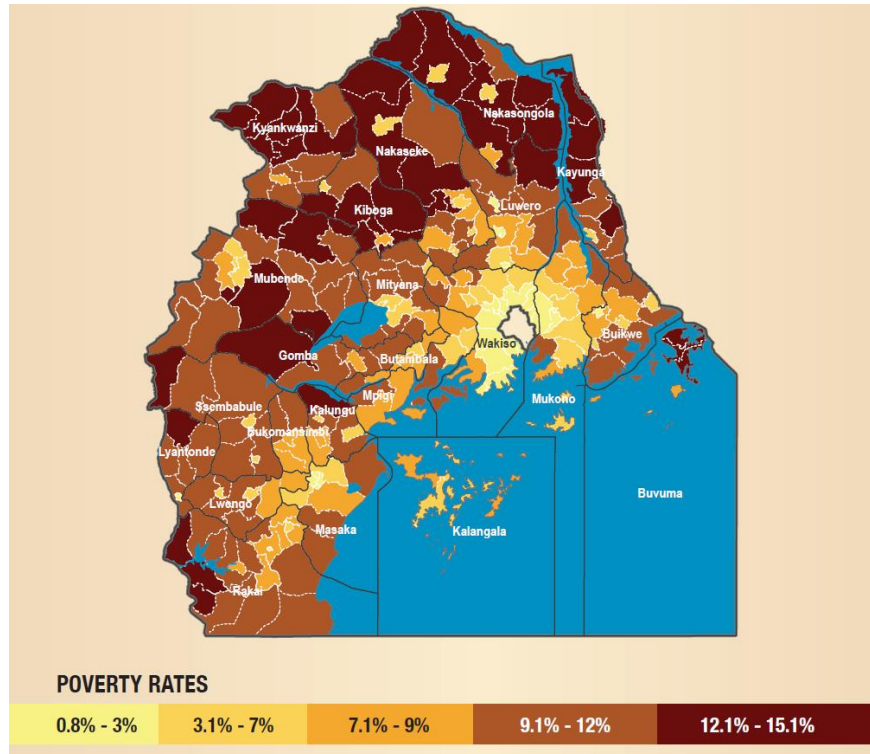 Nakasongola
Kyankwanzi
Nakaseke
Kayunga
Kiboga
Luwero
Mubende
Mityana
Buikwe
Wakiso
Gomba
Butambala
Mpigi
Mukono
Ssembabule
Kalungu
Bukomansimbi
Lyantonde
Buvuma
Lwengo
Masaka
Kalangala
Rakai
POVERTY RATES
0.8% - 3% 3.1% - 7% 7.1% - 9% 9.1% - 12% 12.1% - 15.1%